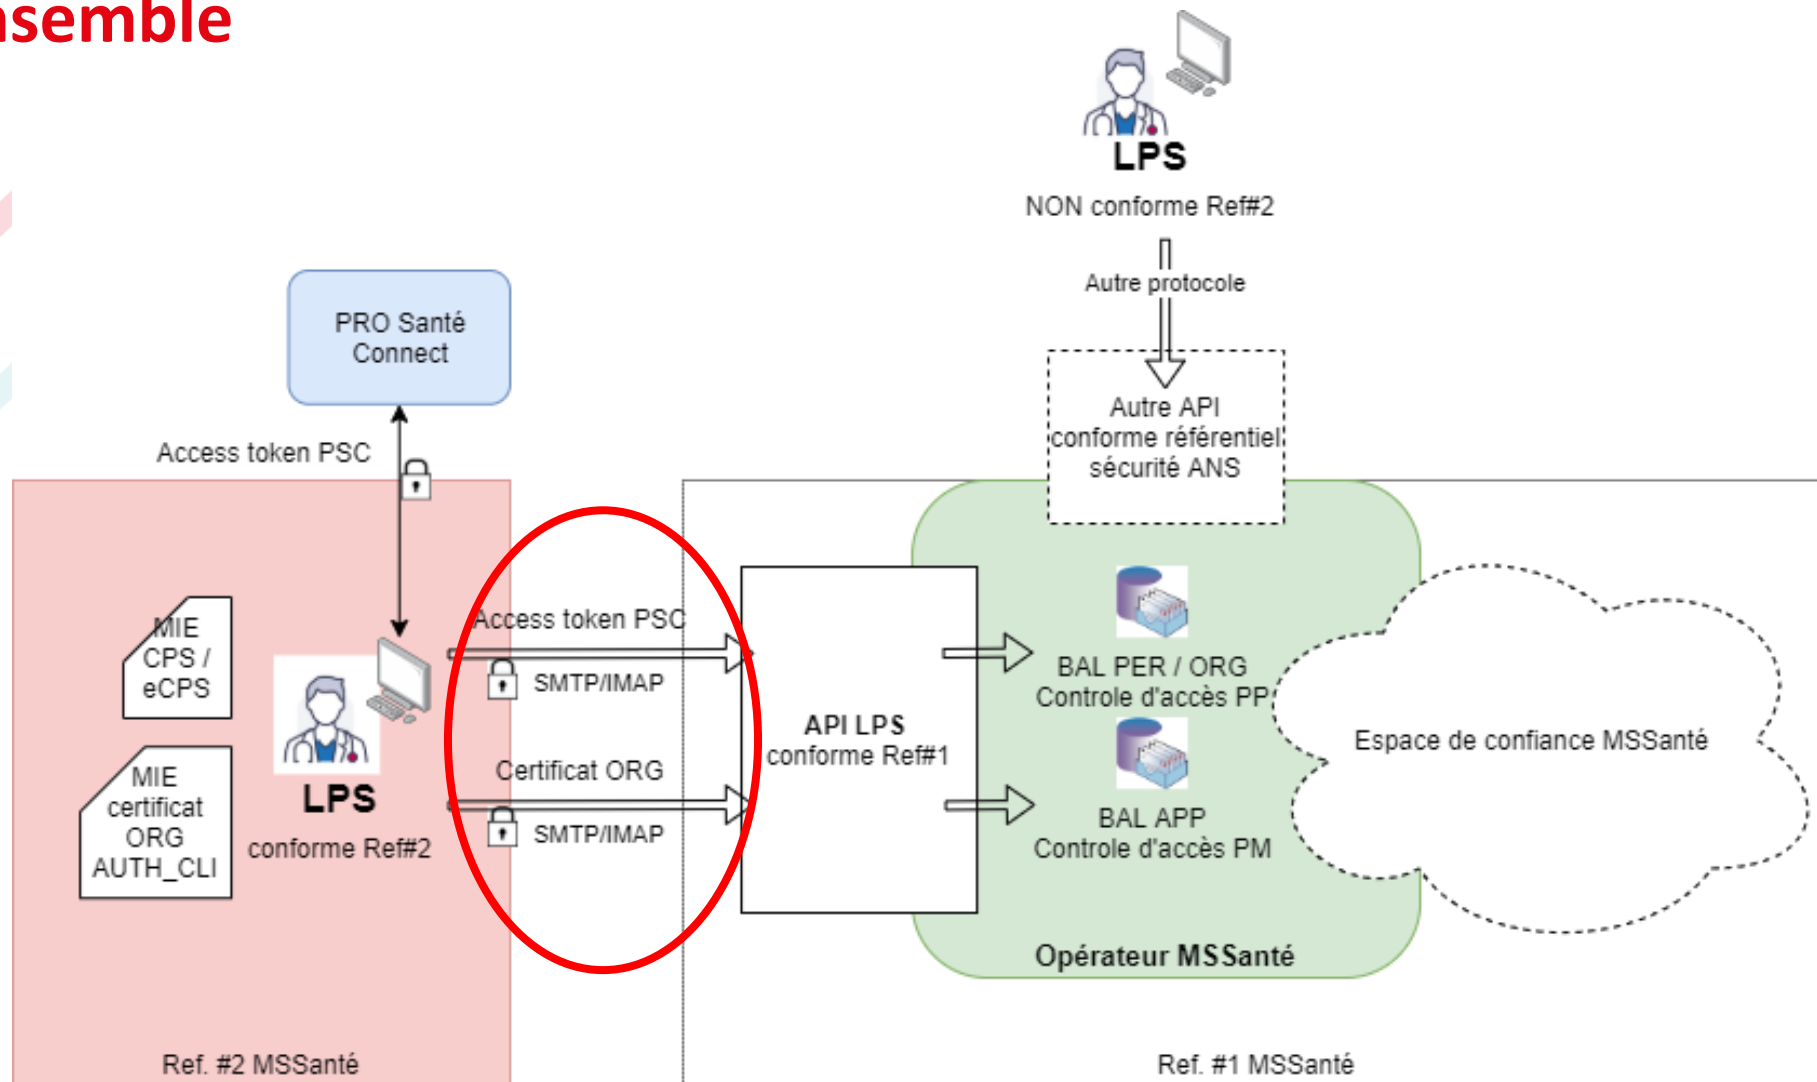 nsemble
LPS
NON conforme Ref#2
Autre protocole
PRO Santé
Connect
Autre API
conforme référentiel
sécurité ANS
Access token PSC
MIE
CPS /
eCPS
Access token PSC
SMTP/IMAP
BAL PER / ORG
Controle d'accès PP
API LPS
conforme Ref#1
Espace de confiance MSSanté
MIE
certificat
ORG
AUTH_CLI
LPS
conforme Ref#2
Certificat ORG
SMTP/IMAP
BAL APP
Controle d'accès PM
Opérateur MSSanté
Ref. #2 MSSanté
Ref. #1 MSSanté